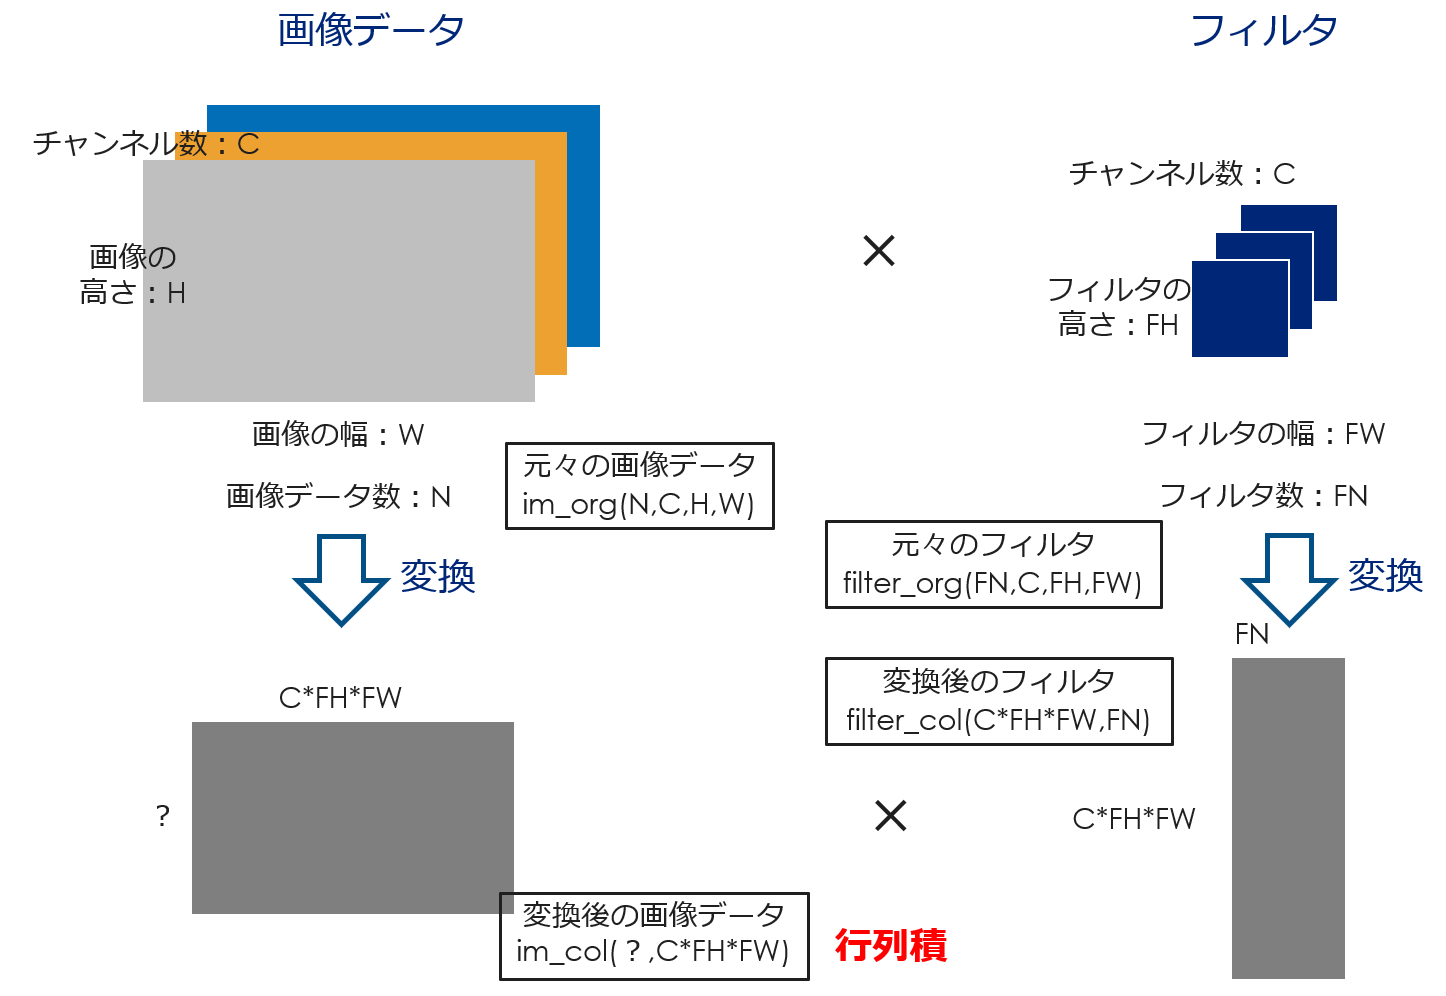 画像データ
フィルタ
チャンネル数：C
チャンネル数：C
画像の
高さ：H
×
フィルタの
高さ：FH
画像の幅：W
フィルタの幅：FW
画像データ数：N
元々の画像データ
im_org(N,C,H,W)
フィルタ数：FN
元々のフィルタ
filter_org(FN,C,FH,FW)
変換
変換
FN
変換後のフィルタ
filter_col(C*FH*FW,FN)
C*FH*FW
？
×
C*FH*FW
変換後の画像データ
im_col(？,C*FH*FW)
行列積